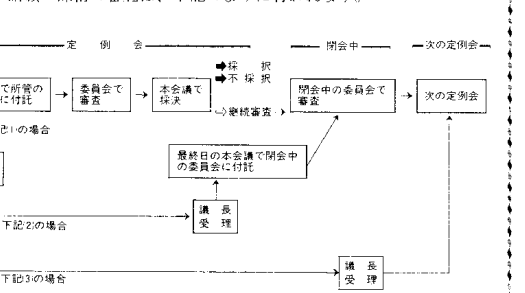 定例会
閉会中
次の定例会
➡採択
➡不採択
で所管の
に付託
委員会で
審査
本会議で
採決
継続審査
閉会中の委員会で
審査
次の定例会
の場合
最終日の本会議で閉会中
の委員会に付託
議長
受理
下記(2)の場合
議長
受理
下記(3)の場合